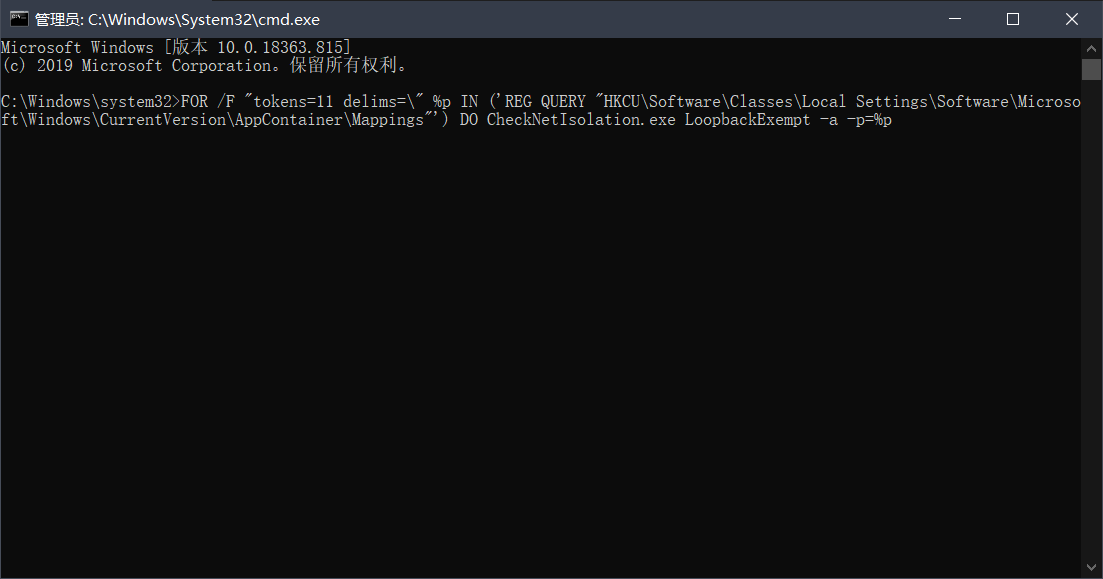 管理员: C:\Windows\System32\cmd.exe
Microsoft Windows [版本 10.0.18363.815]
(c) 2019 Microsoft Corporation。保留所有权利。
C:\Windows\system32>FOR /F "tokens=11 delims=\" %p IN ('REG QUERY "HKCU\Software\Classes\Local Settings\Software\Microso
ft\Windows\CurrentVersion\AppContainer\Mappings"') DO CheckNetIsolation.exe LoopbackExempt -a -p=%p